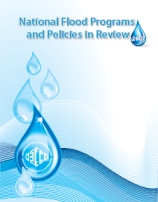 National Flood Programs
and Policies in Review